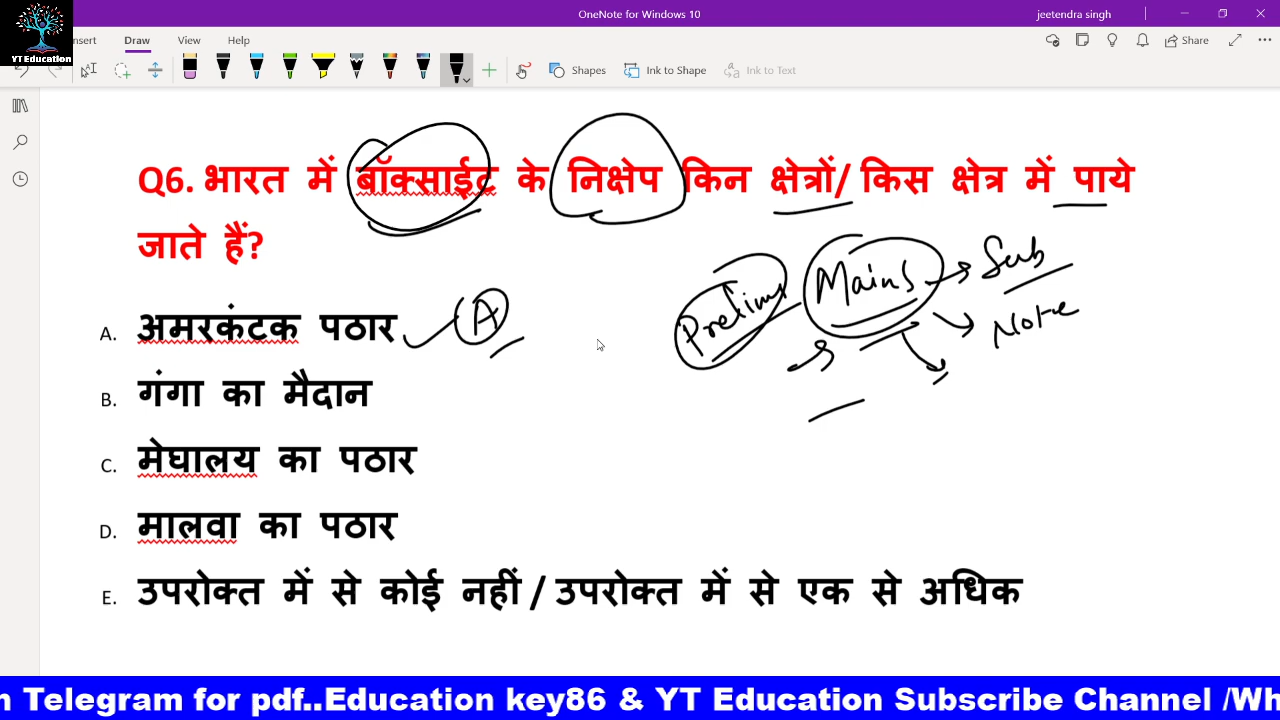 OneNote for Windows 10
jeetendra singh
YT Education
nsert Draw View Help
Share
Shapes
Ink to Shape
Ink to Text
Q6. भारत में बॉक्साईट के निक्षेप किन क्षेत्रों/ किस क्षेत्र में पाये
जाते हैं?
Prelims Mains Sub
Note
A. अमरकंटक पठार A
B. गंगा का मैदान
C. मेघालय का पठार
D. मालवा का पठार
E. उपरोक्त में से कोई नहीं / उपरोक्त में से एक से अधिक
n Telegram for pdf..Education key86 & YT Education Subscribe Channel /Wh